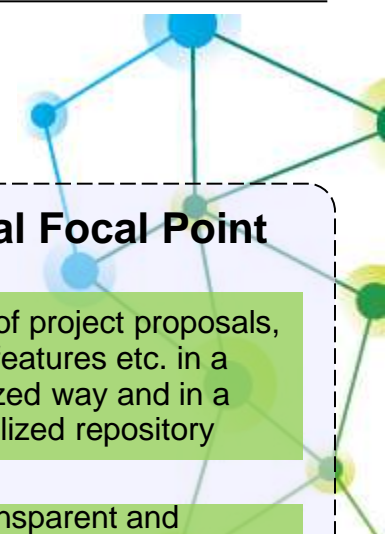 al Focal Point
of project proposals,
features etc. in a
zed way and in a
lized repository
nsparent and